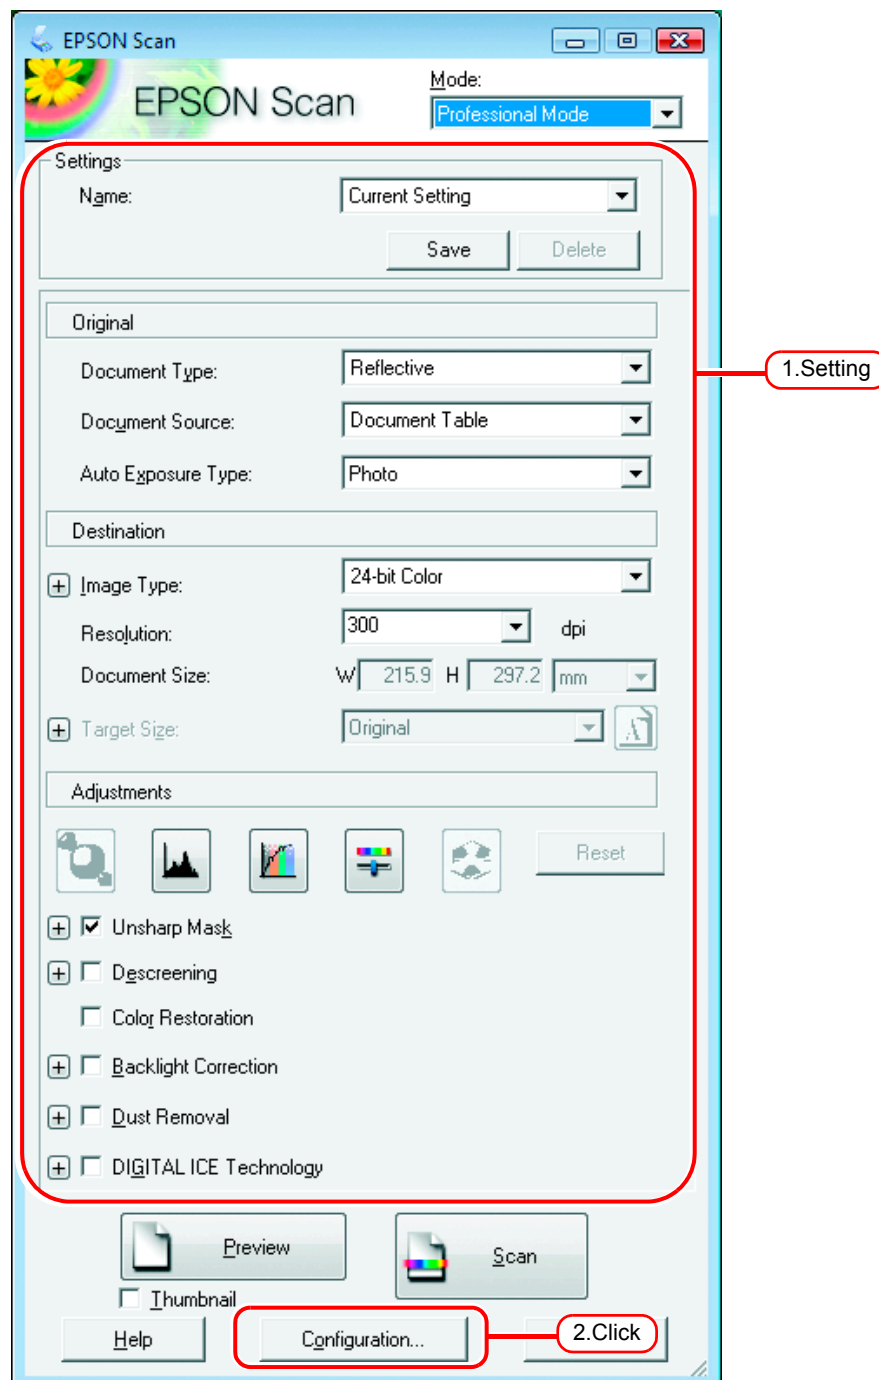 EPSON Scan
EPSON Scan
Mode:
Professional Mode
Settings
Name:
Current Setting
Save
Delete
Original
Document Type:
Reflective
1.Setting
Document Source:
Document Table
Auto Exposure Type:
Photo
Destination
Image Type:
24-bit Color
Resolution:
300
dpi
Document Size:
W 215.9 H 297.2 mm
Target Size:
Original
Adjustments
Reset
Unsharp Mask
Descreening
Color Restoration
Backlight Correction
Dust Removal
DIGITAL ICE Technology
Preview
Scan
Thumbnail
Help
Configuration...
2.Click